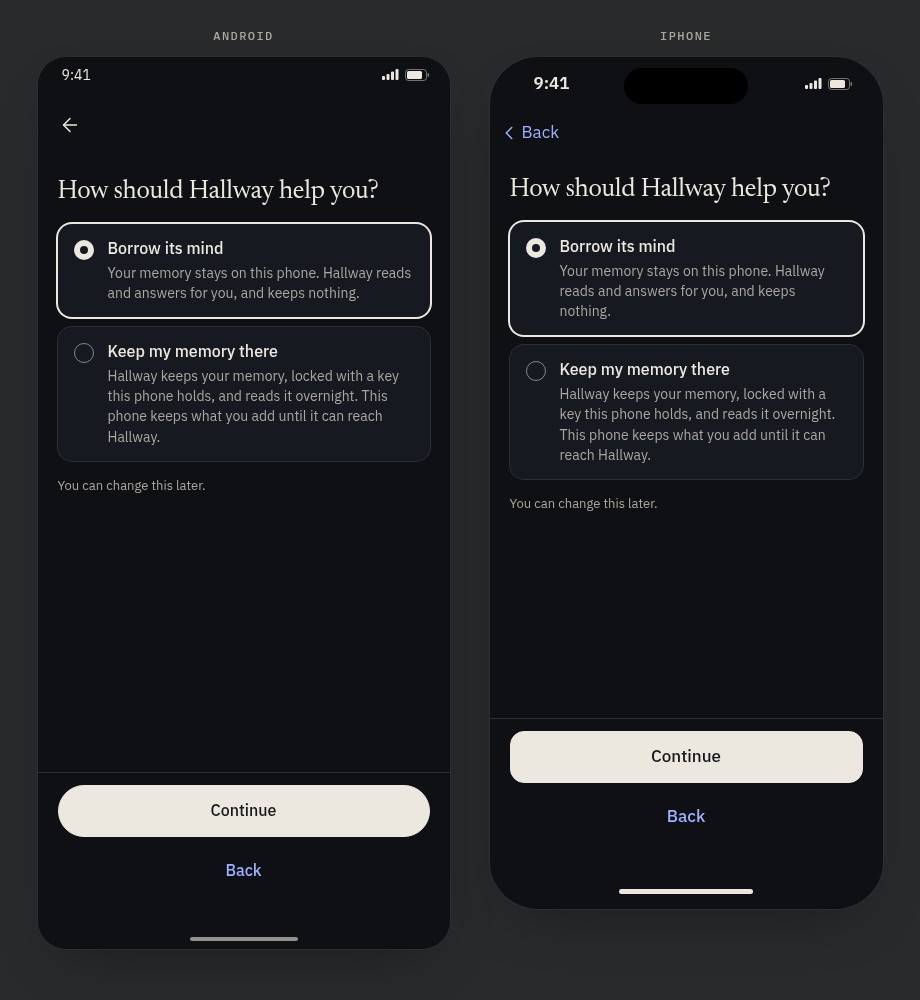 ANDROID
9:41
How should Hallway help you?
Borrow its mind
Your memory stays on this phone. Hallway reads
and answers for you, and keeps nothing.
Keep my memory there
Hallway keeps your memory, locked with a key
this phone holds, and reads it overnight. This
phone keeps what you add until it can reach
Hallway.
You can change this later.
Continue
Back
IPHONE
9:41
Back
How should Hallway help you?
Borrow its mind
Your memory stays on this phone. Hallway
reads and answers for you, and keeps
nothing.
Keep my memory there
Hallway keeps your memory, locked with a
key this phone holds, and reads it overnight.
This phone keeps what you add until it can
reach Hallway.
You can change this later.
Continue
Back